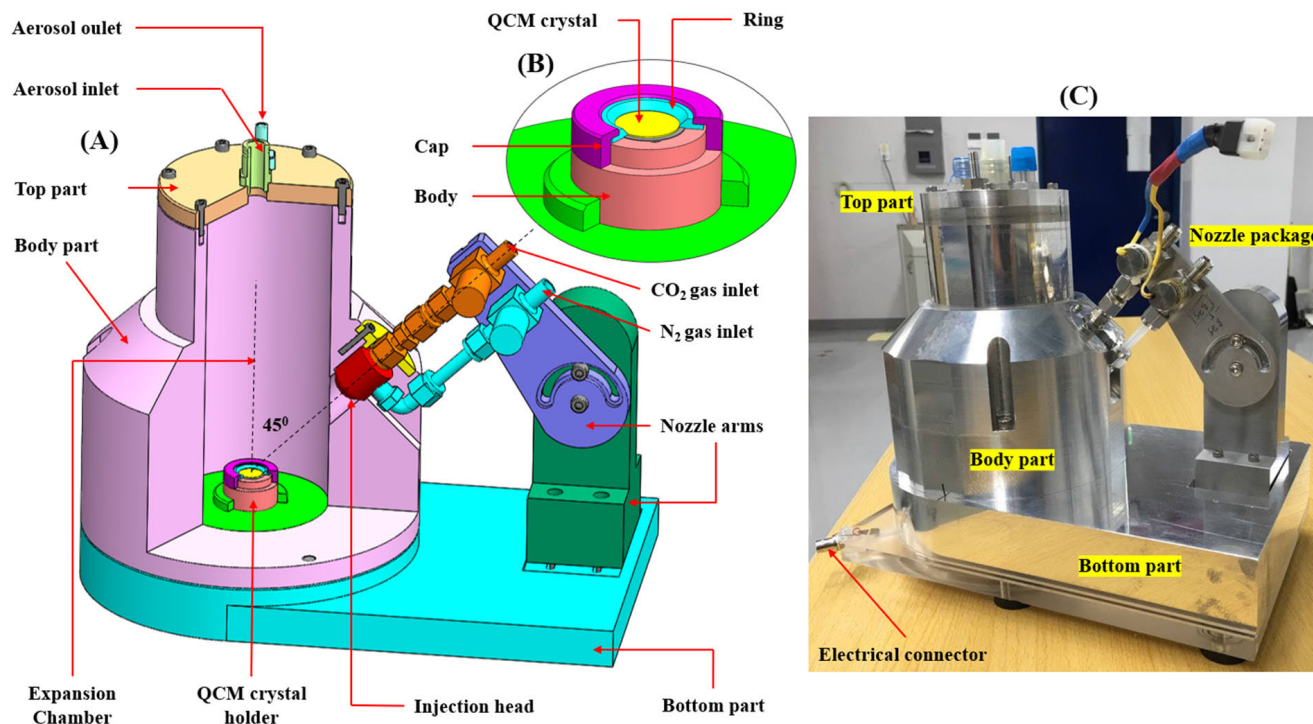 Aerosol oulet
Aerosol inlet
(A)
Top part
Body part
45⁰
Expansion
Chamber
QCM crystal
holder
Injection head
Bottom part
Nozzle arms
N₂ gas inlet
CO₂ gas inlet
QCM crystal
Ring
(B)
Cap
Body
(C)
Top part
Nozzle package
Body part
Bottom part
Electrical connector